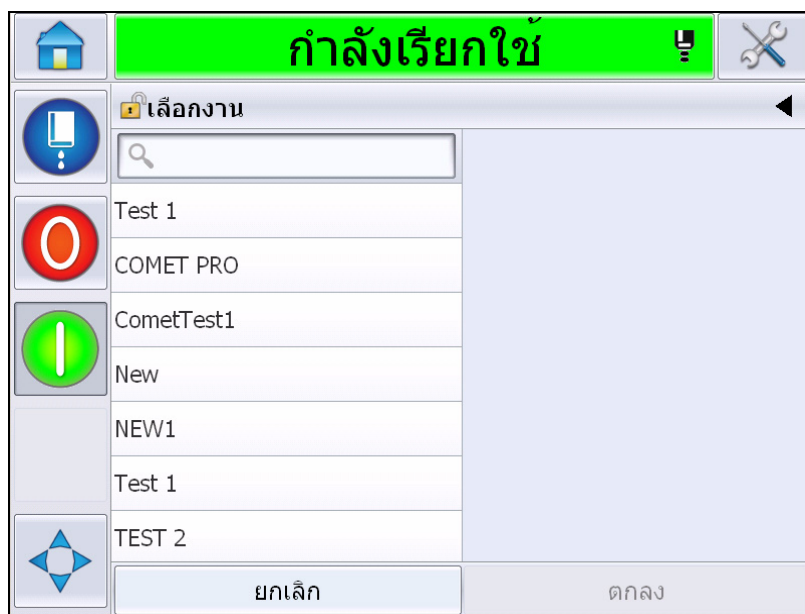 กำลังเรียกใช้
เลือกงาน
Test 1
COMET PRO
CometTest1
New
NEW1
Test 1
TEST 2
ยกเลิก
ตกลง